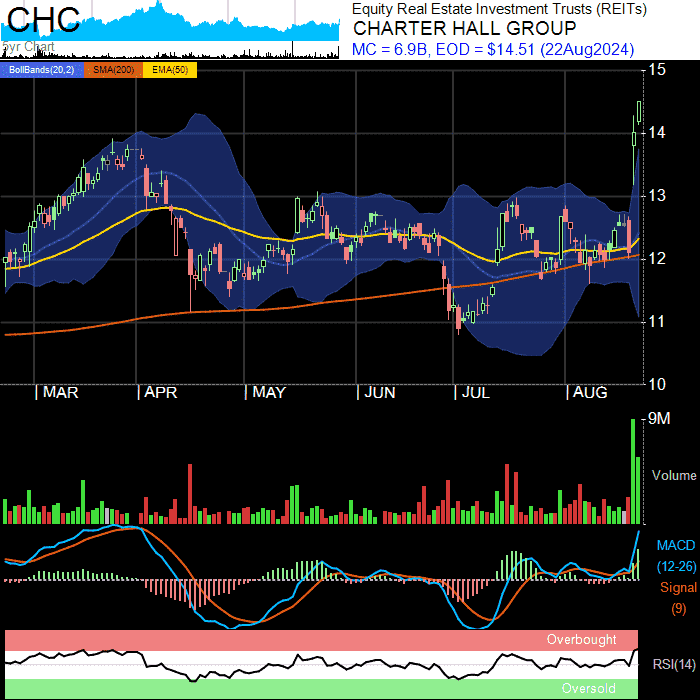 CHC
Equity Real Estate Investment Trusts (REITs)
CHARTER HALL GROUP
5yr Chart
MC = 6.9B, EOD = $14.51 (22Aug2024)
BollBands(20,2) SMA(200) EMA(50)
15
14
13
12
11
10
| MAR | APR | MAY | JUN | JUL | AUG
9M
Volume
MACD
(12-26)
Signal
(9)
Overbought
RSI(14)
Oversold